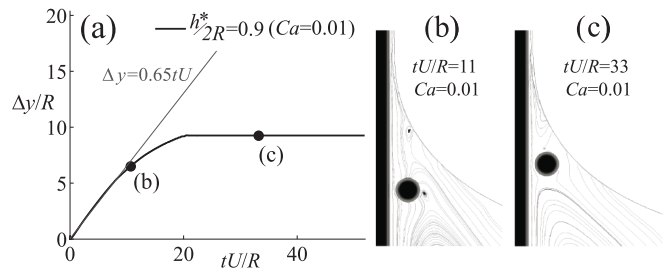 (a)
h*/2R=0.9 (Ca=0.01)
Δy=0.65tU
20
15
10
5
0
Δy/R
(b)
(c)
0
20
40
tU/R
(b)
tU/R=11
Ca=0.01
(c)
tU/R=33
Ca=0.01